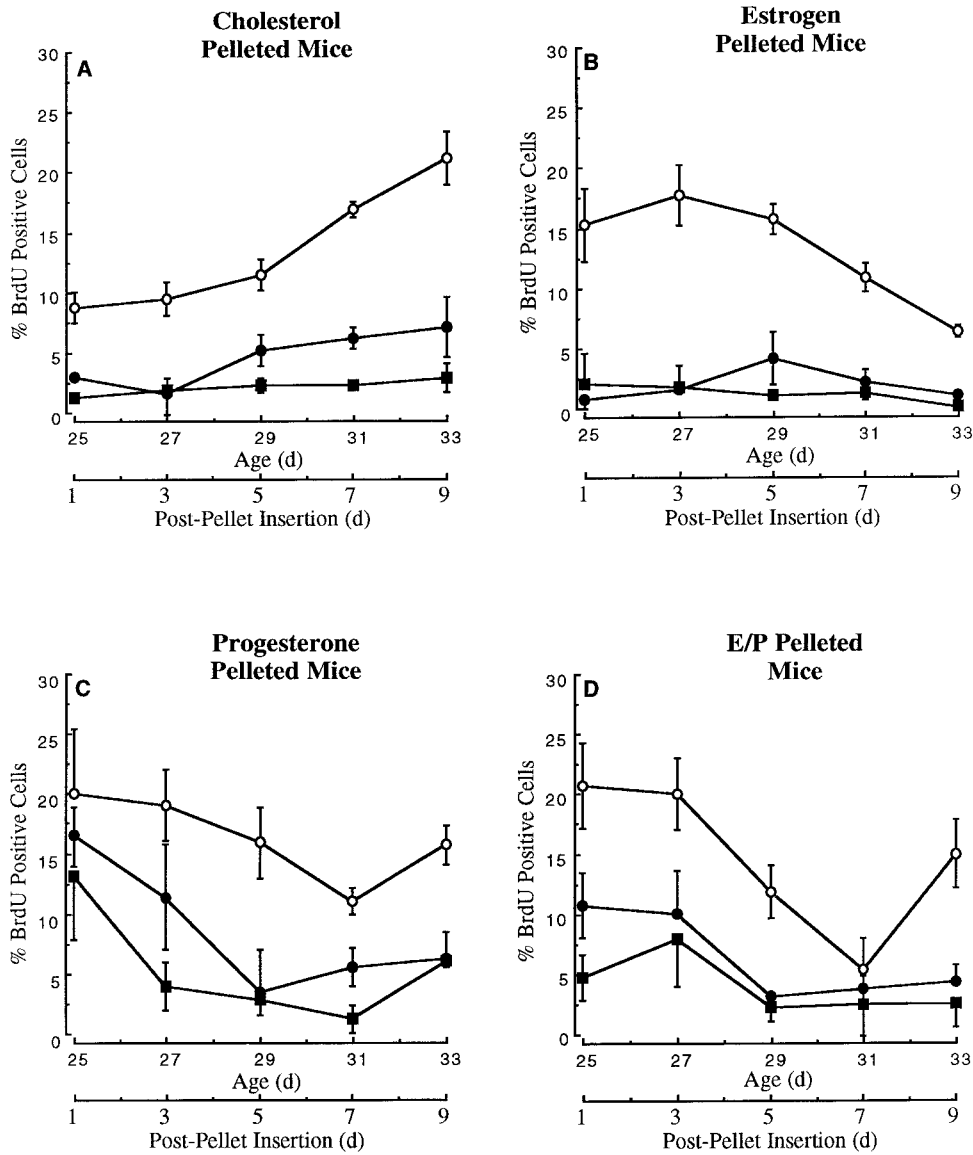 Cholesterol
Pelleted Mice
A
30
25
20
15
10
5
0
% BrdU Positive Cells
25 27 29 31 33
Age (d)
1 3 5 7 9
Post-Pellet Insertion (d)
Estrogen
Pelleted Mice
B
30
25
20
15
10
5
0
% BrdU Positive Cells
25 27 29 31 33
Age (d)
1 3 5 7 9
Post-Pellet Insertion (d)
Progesterone
Pelleted Mice
C
30
25
20
15
10
5
0
% BrdU Positive Cells
25 27 29 31 33
Age (d)
1 3 5 7 9
Post-Pellet Insertion (d)
E/P Pelleted
Mice
D
30
25
20
15
10
5
0
% BrdU Positive Cells
25 27 29 31 33
Age (d)
1 3 5 7 9
Post-Pellet Insertion (d)